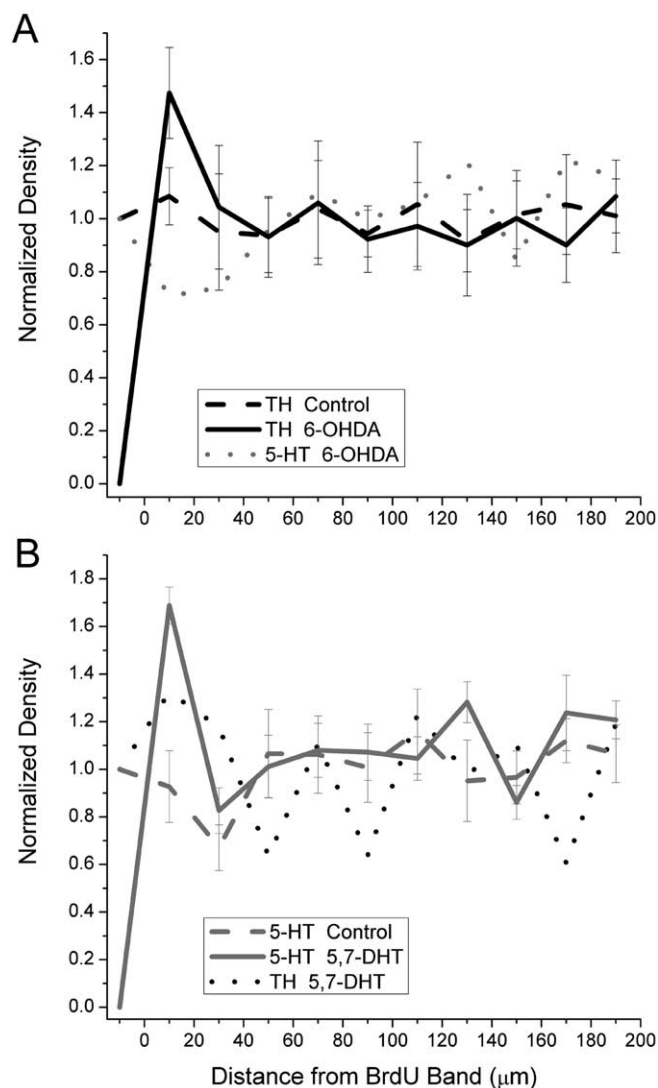 A
1.6
1.4
1.2
1.0
0.8
0.6
0.4
0.2
0.0
Normalized Density
TH Control
TH 6-OHDA
5-HT 6-OHDA
0 20 40 60 80 100 120 140 160 180 200
B
1.8
1.6
1.4
1.2
1.0
0.8
0.6
0.4
0.2
0.0
Normalized Density
5-HT Control
5-HT 5,7-DHT
TH 5,7-DHT
0 20 40 60 80 100 120 140 160 180 200
Distance from BrdU Band (μm)